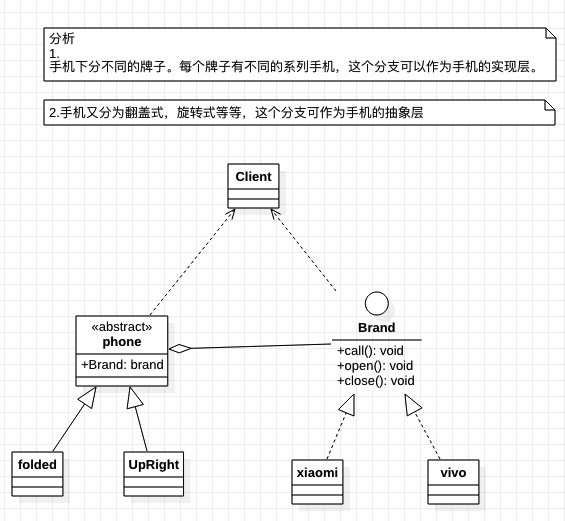 分析
1.
手机下分不同的牌子。每个牌子有不同的系列手机，这个分支可以作为手机的实现层。
2.手机又分为翻盖式，旋转式等等，这个分支可作为手机的抽象层
Client
«abstract»
phone
+Brand: brand
Brand
+call(): void
+open(): void
+close(): void
folded
UpRight
xiaomi
vivo